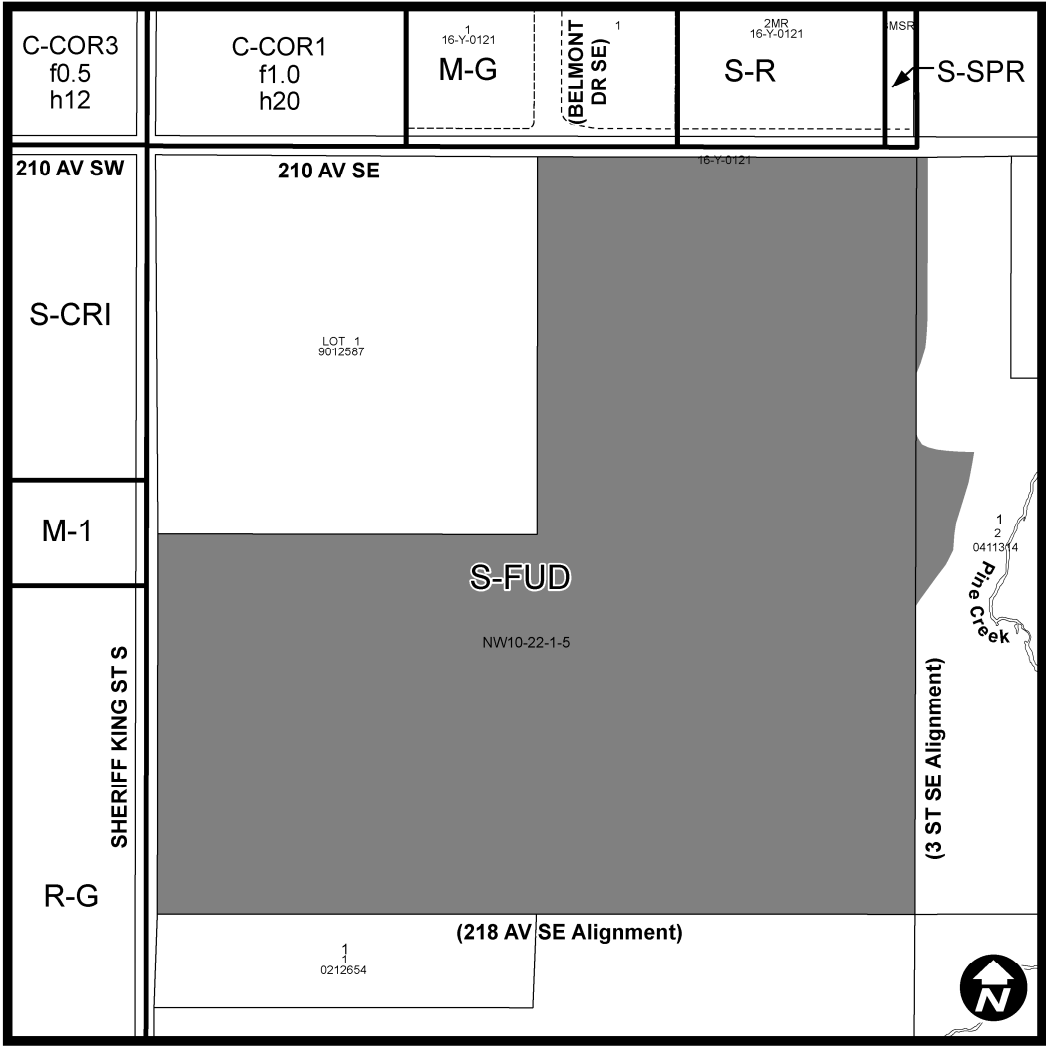 C-COR3
f0.5
h12
C-COR1
f1.0
h20
1
16-Y-0121
M-G
(BELMONT
DR SE)
1
2MR
16-Y-0121
S-R
MSR
S-SPR
210 AV SW
210 AV SE
16-Y-0121
S-CRI
LOT 1
9012587
M-1
S-FUD
NW10-22-1-5
1
2
0411314
Pine Creek
SHERIFF KING ST S
(3 ST SE Alignment)
R-G
(218 AV SE Alignment)
1
1
0212654
N